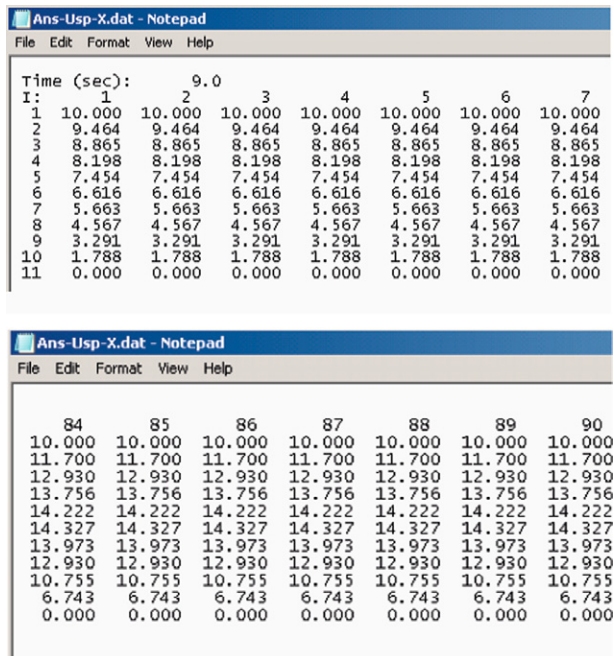 Ans-Usp-X.dat - Notepad
File Edit Format View Help
Time (sec): 9.0
I: 1 2 3 4 5 6 7
1 10.000 10.000 10.000 10.000 10.000 10.000 10.000
2 9.464 9.464 9.464 9.464 9.464 9.464 9.464
3 8.865 8.865 8.865 8.865 8.865 8.865 8.865
4 8.198 8.198 8.198 8.198 8.198 8.198 8.198
5 7.454 7.454 7.454 7.454 7.454 7.454 7.454
6 6.616 6.616 6.616 6.616 6.616 6.616 6.616
7 5.663 5.663 5.663 5.663 5.663 5.663 5.663
8 4.567 4.567 4.567 4.567 4.567 4.567 4.567
9 3.291 3.291 3.291 3.291 3.291 3.291 3.291
10 1.788 1.788 1.788 1.788 1.788 1.788 1.788
11 0.000 0.000 0.000 0.000 0.000 0.000 0.000
Ans-Usp-X.dat - Notepad
File Edit Format View Help
84 85 86 87 88 89 90
10.000 10.000 10.000 10.000 10.000 10.000 10.000
11.700 11.700 11.700 11.700 11.700 11.700 11.700
12.930 12.930 12.930 12.930 12.930 12.930 12.930
13.756 13.756 13.756 13.756 13.756 13.756 13.756
14.222 14.222 14.222 14.222 14.222 14.222 14.222
14.327 14.327 14.327 14.327 14.327 14.327 14.327
13.973 13.973 13.973 13.973 13.973 13.973 13.973
12.930 12.930 12.930 12.930 12.930 12.930 12.930
10.755 10.755 10.755 10.755 10.755 10.755 10.755
6.743 6.743 6.743 6.743 6.743 6.743 6.743
0.000 0.000 0.000 0.000 0.000 0.000 0.000